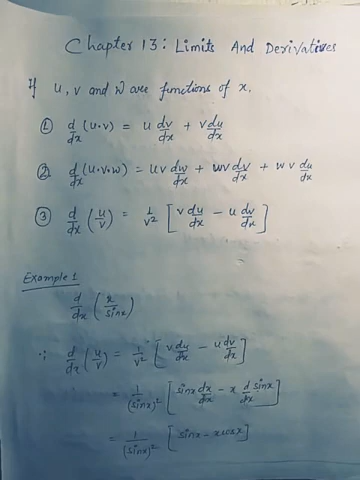 Chapter 13: Limits And Derivatives
If u, v and w are functions of x.
① d/dx (u·v) = u dv/dx + v du/dx
② d/dx (u·v·w) = uv dw/dx + uw dv/dx + wv du/dx
③ d/dx (u/v) = 1/v² [v du/dx − u dv/dx]
Example 1
d/dx (x/sinx)
∵ d/dx (u/v) = 1/v² [v du/dx − u dv/dx]
= 1/(sinx)² [sinx dx/dx − x d/dx sinx]
= 1/(sinx)² [sinx − xcosx]